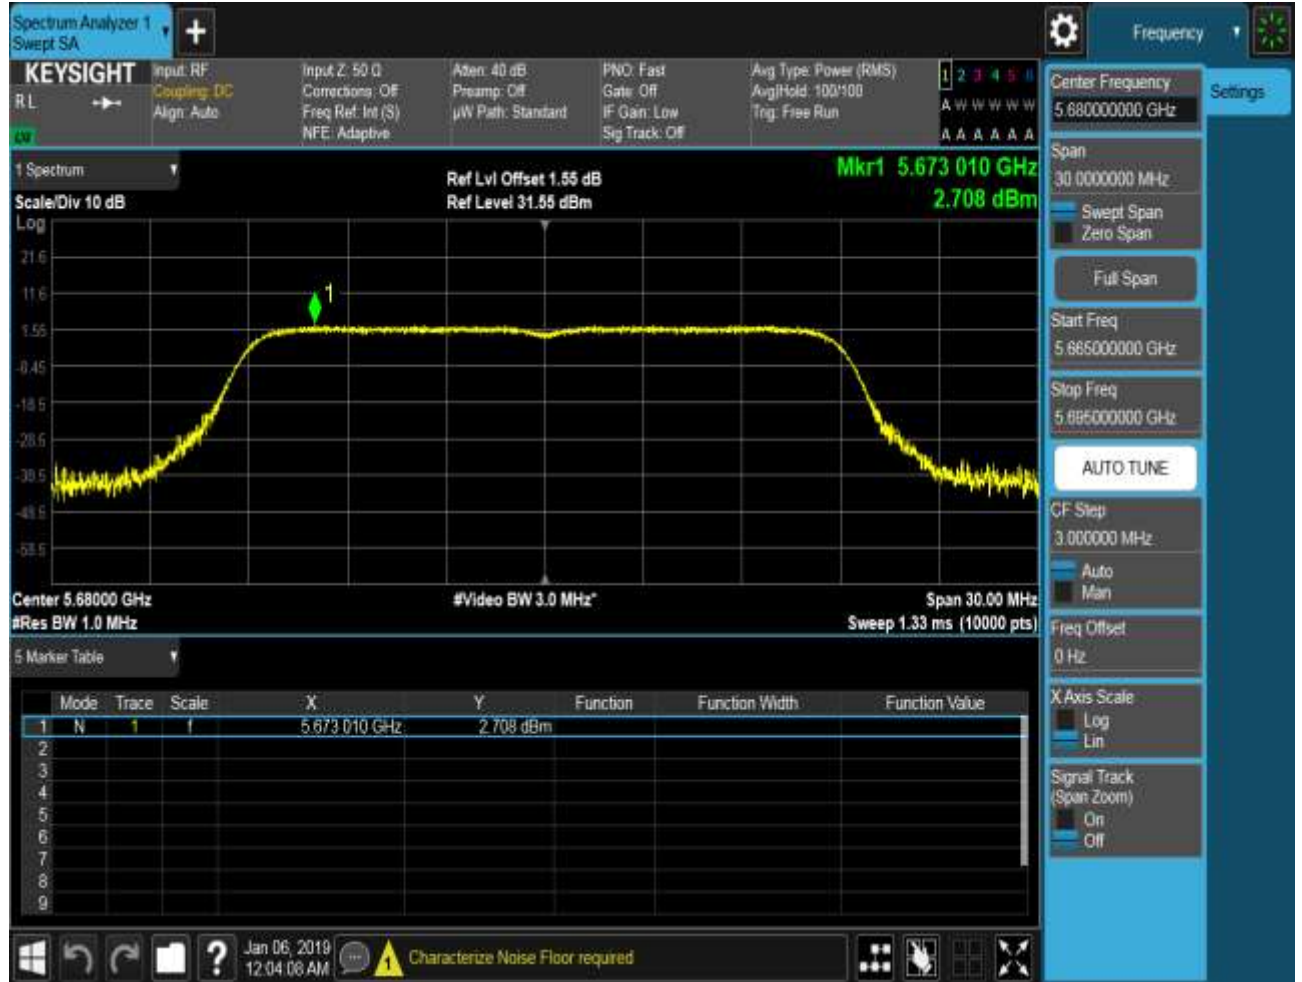 Spectrum Analyzer 1
Swept SA
Frequency
KEYSIGHT
RL
Input: RF
Coupling: DC
Align: Auto
Input Z: 50 Ω
Corrections: Off
Freq Ref: Int (S)
NFE: Adaptive
Atten: 40 dB
Preamp: Off
µW Path: Standard
PNO: Fast
Gate: Off
IF Gain: Low
Sig Track: Off
Avg Type: Power (RMS)
Avg|Hold: 100/100
Trig: Free Run
1 2 3 4 5 6
A W W W W W
A A A A A A
1 Spectrum
Scale/Div 10 dB
Ref Lvl Offset 1.55 dB
Ref Level 31.55 dBm
Mkr1 5.673 010 GHz
2.708 dBm
Log
21.6
11.6
1.55
-8.45
-18.5
-28.5
-38.5
-48.5
-58.5
1
Center 5.68000 GHz
#Res BW 1.0 MHz
#Video BW 3.0 MHz*
Span 30.00 MHz
Sweep 1.33 ms (10000 pts)
5 Marker Table
Mode Trace Scale X Y Function Function Width Function Value
1 N 1 f 5.673 010 GHz 2.708 dBm
2
3
4
5
6
7
8
9
Jan 06, 2019
12:04:08 AM
1
Characterize Noise Floor required
Center Frequency
5.680000000 GHz
Settings
Span
30.0000000 MHz
Swept Span
Zero Span
Full Span
Start Freq
5.665000000 GHz
Stop Freq
5.695000000 GHz
AUTO TUNE
CF Step
3.000000 MHz
Auto
Man
Freq Offset
0 Hz
X Axis Scale
Log
Lin
Signal Track
(Span Zoom)
On
Off